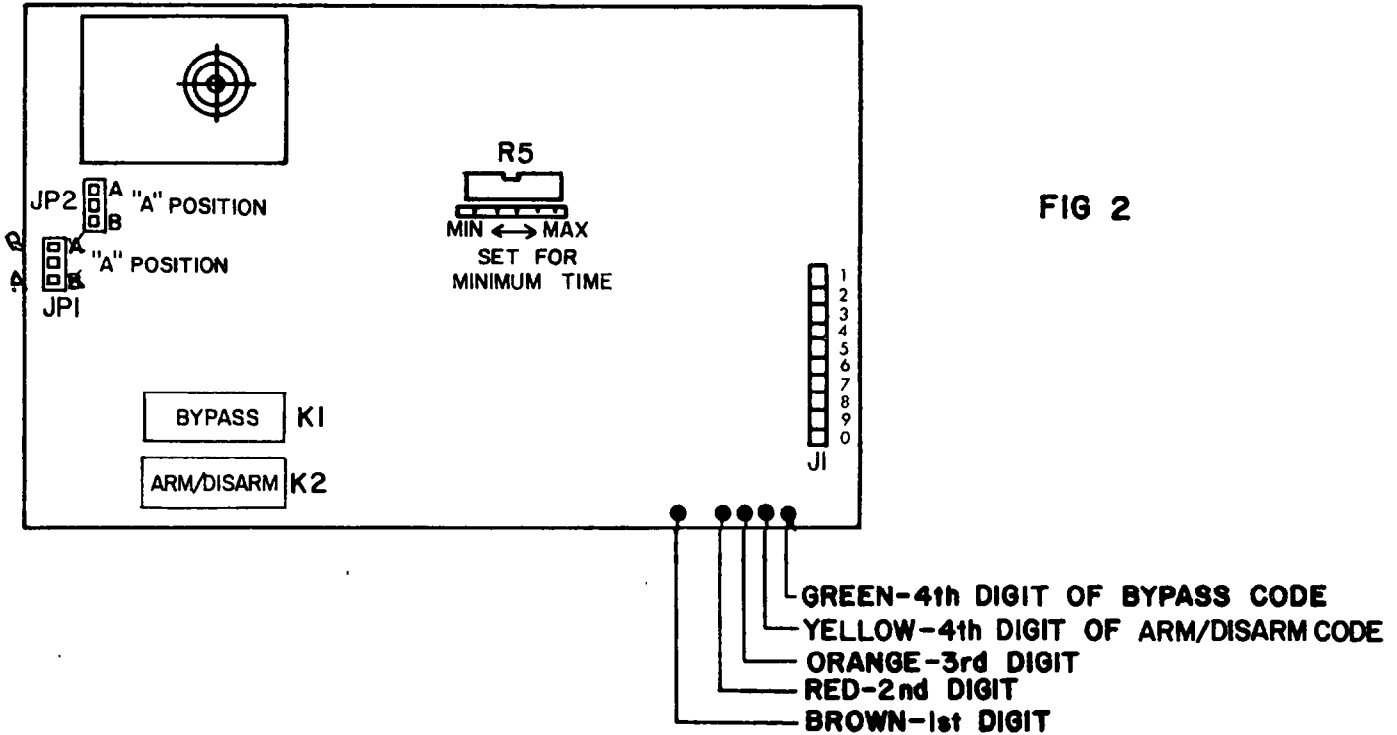 R5
FIG 2
JP2
A
"A" POSITION
B
MIN MAX
A
"A" POSITION
SET FOR
B
MINIMUM TIME
JP1
1
2
3
4
5
6
7
8
9
0
J1
BYPASS K1
ARM/DISARM K2
GREEN-4th DIGIT OF BYPASS CODE
YELLOW-4th DIGIT OF ARM/DISARM CODE
ORANGE-3rd DIGIT
RED-2nd DIGIT
BROWN-1st DIGIT